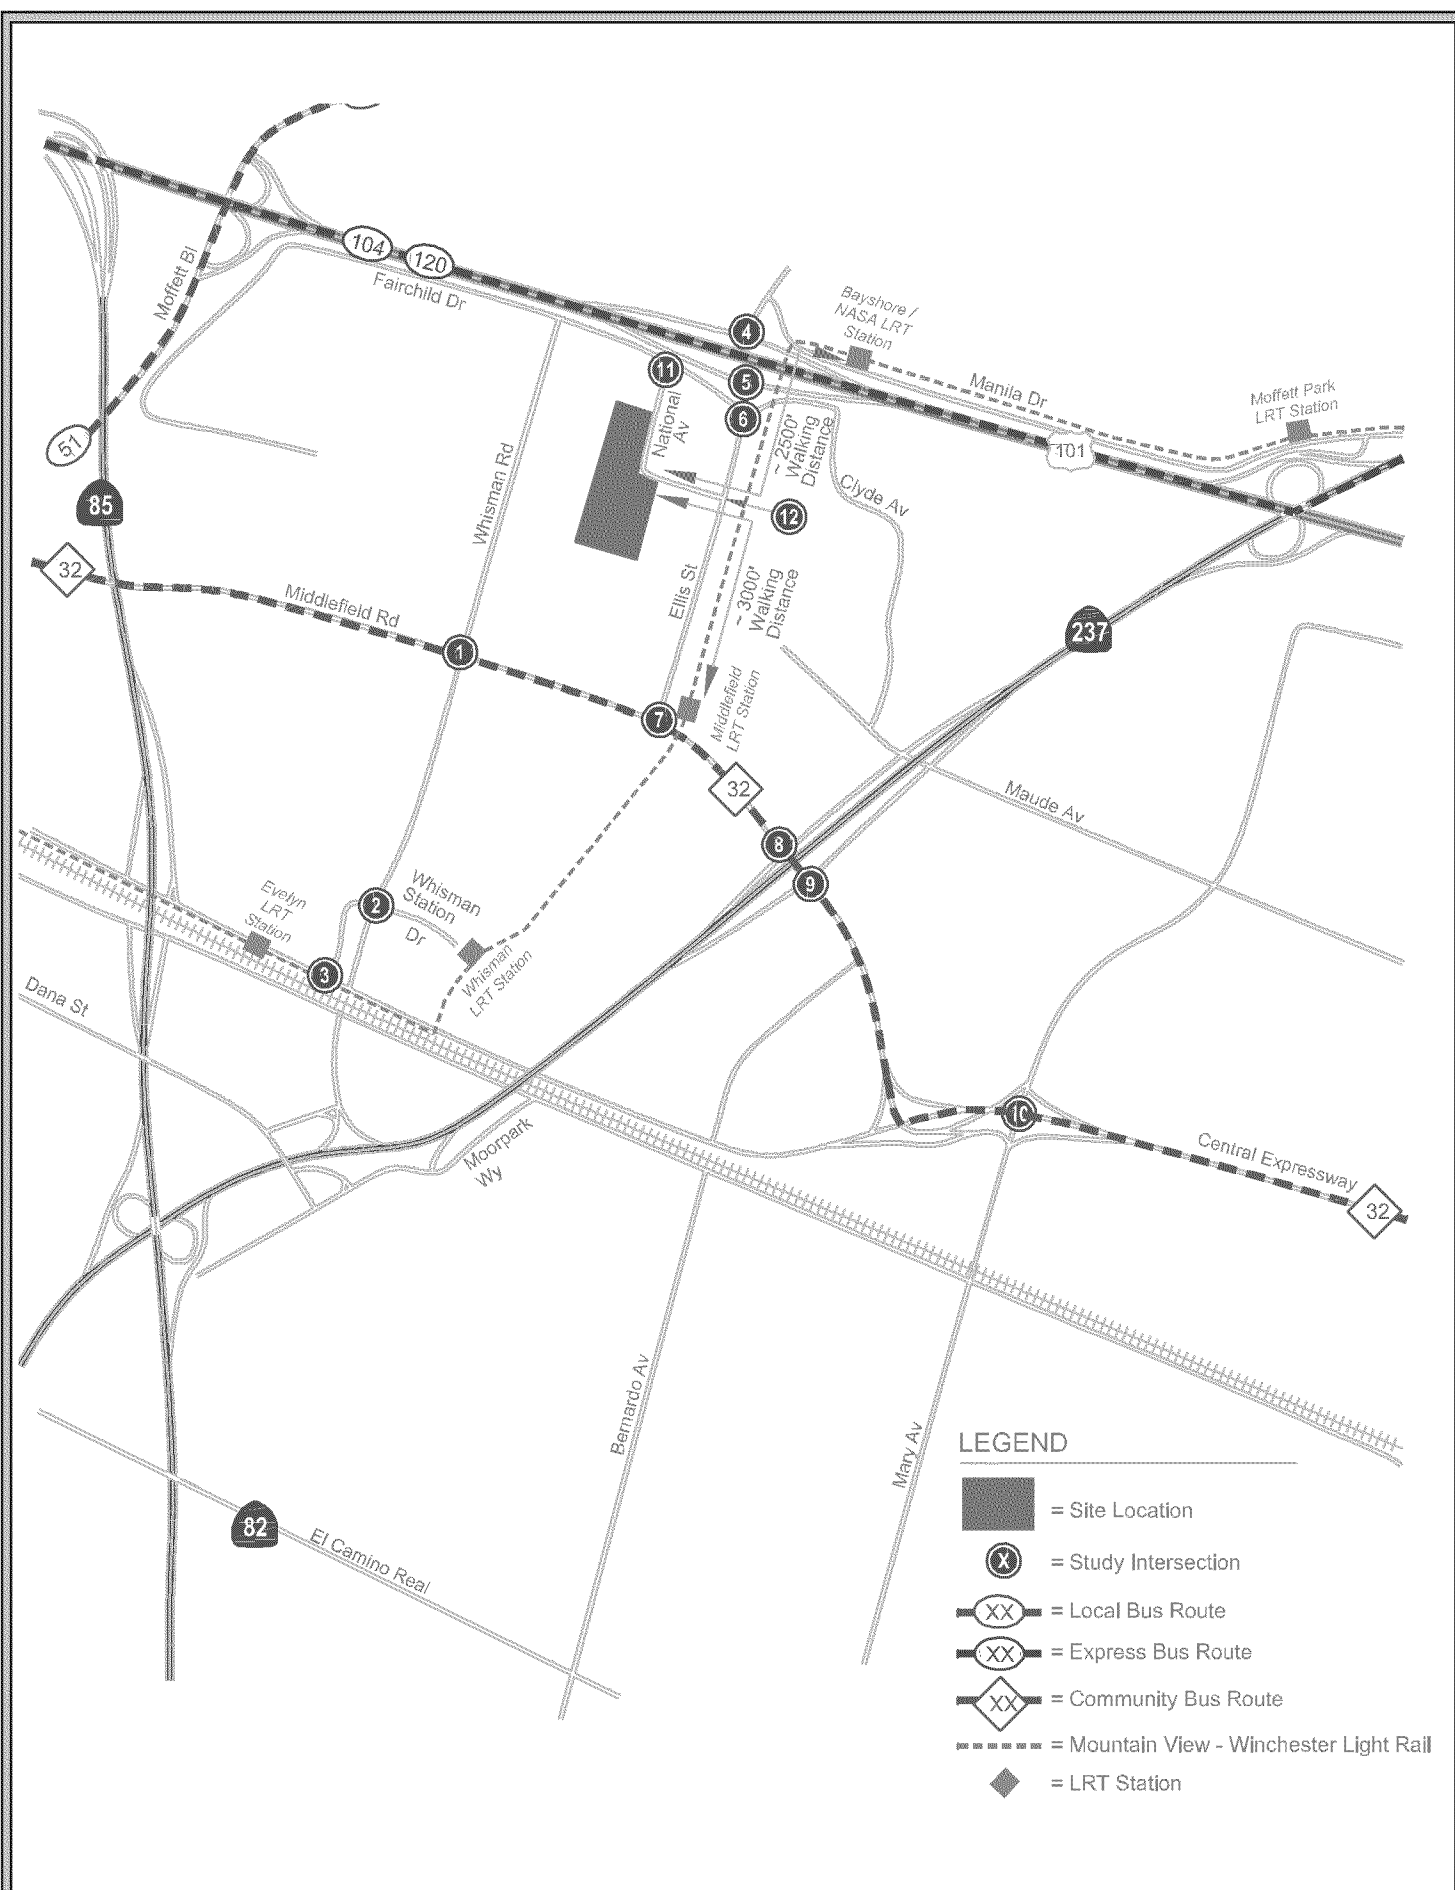 104
120
Moffett Bl
Fairchild Dr
Bayshore /
NASA LRT
Station
4
11
5
6
Manila Dr
Moffett Park
LRT Station
101
51
National
Av
~ 2500'
Walking
Distance
Clyde Av
85
12
Whisman Rd
32
Middlefield Rd
Ellis St
~ 3000'
Walking
Distance
237
1
7
Middlefield
LRT Station
32
Maude Av
8
9
Evelyn
LRT
Station
2
Whisman
Station
Dr
3
Whisman
LRT Station
Dana St
10
Moorpark
Wy
Central Expressway
32
Bernardo Av
Mary Av
82
El Camino Real
LEGEND
= Site Location
X = Study Intersection
XX = Local Bus Route
XX = Express Bus Route
XX = Community Bus Route
= Mountain View - Winchester Light Rail
= LRT Station